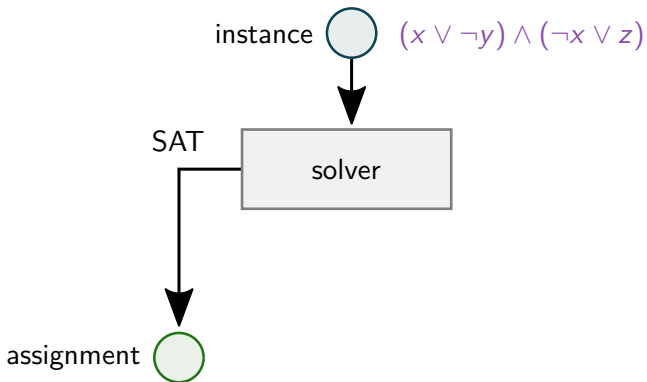 instance (x ∨ ¬y) ∧ (¬x ∨ z)
SAT
solver
assignment